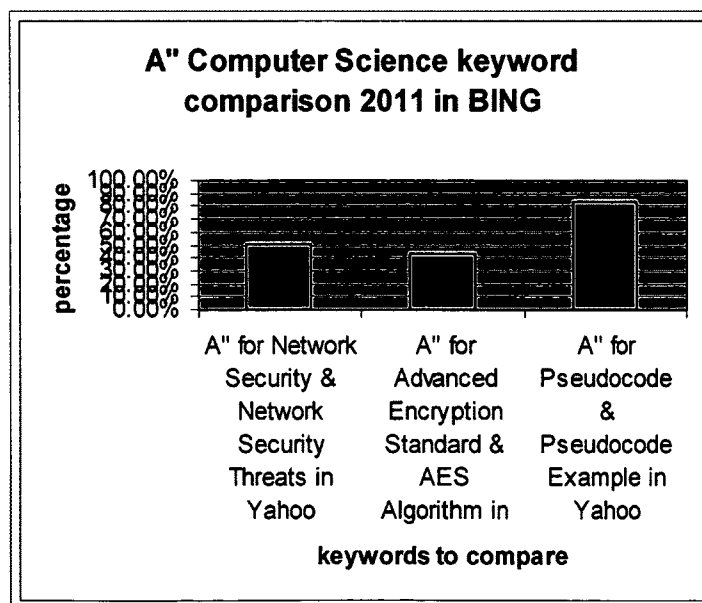 A" Computer Science keyword
comparison 2011 in BING
percentage
100.00%
0.00%
A" for Network
Security &
Network
Security
Threats in
Yahoo
A" for
Advanced
Encryption
Standard &
AES
Algorithm in
A" for
Pseudocode
&
Pseudocode
Example in
Yahoo
keywords to compare